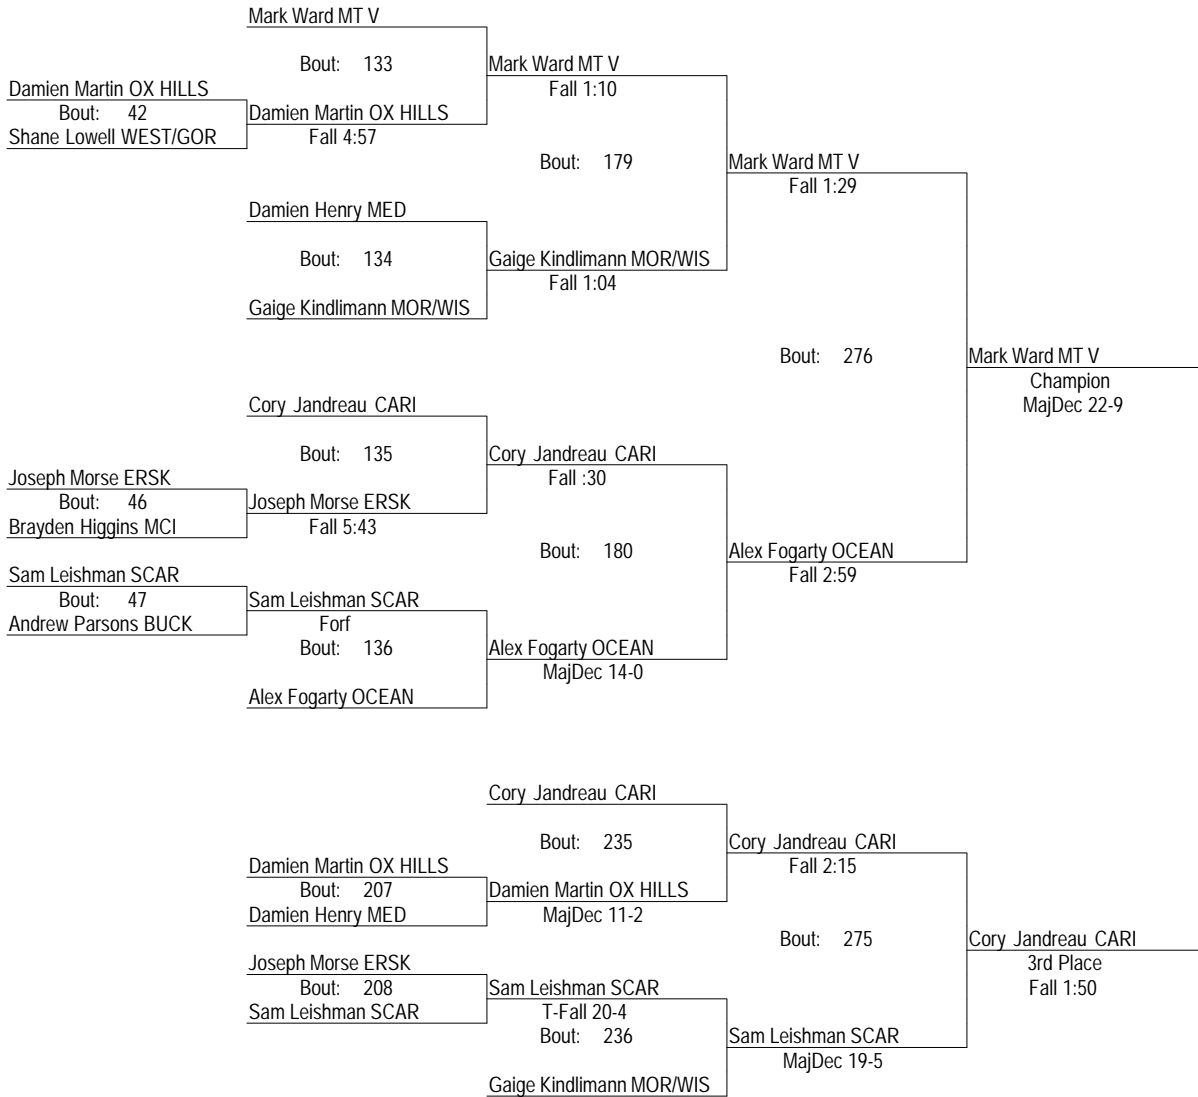 Mark Ward MT V
Bout: 133
Mark Ward MT V
Damien Martin OX HILLS
Fall 1:10
Bout: 42
Damien Martin OX HILLS
Shane Lowell WEST/GOR
Fall 4:57
Bout: 179
Mark Ward MT V
Fall 1:29
Damien Henry MED
Bout: 134
Gaige Kindlimann MOR/WIS
Fall 1:04
Gaige Kindlimann MOR/WIS
Bout: 276
Mark Ward MT V
Champion
MajDec 22-9
Cory Jandreau CARI
Bout: 135
Cory Jandreau CARI
Joseph Morse ERSK
Fall :30
Bout: 46
Joseph Morse ERSK
Brayden Higgins MCI
Fall 5:43
Bout: 180
Alex Fogarty OCEAN
Sam Leishman SCAR
Fall 2:59
Bout: 47
Sam Leishman SCAR
Andrew Parsons BUCK
Forf
Bout: 136
Alex Fogarty OCEAN
MajDec 14-0
Alex Fogarty OCEAN
Cory Jandreau CARI
Bout: 235
Cory Jandreau CARI
Damien Martin OX HILLS
Fall 2:15
Bout: 207
Damien Martin OX HILLS
Damien Henry MED
MajDec 11-2
Bout: 275
Cory Jandreau CARI
Joseph Morse ERSK
3rd Place
Bout: 208
Sam Leishman SCAR
Fall 1:50
Sam Leishman SCAR
T-Fall 20-4
Bout: 236
Sam Leishman SCAR
MajDec 19-5
Gaige Kindlimann MOR/WIS